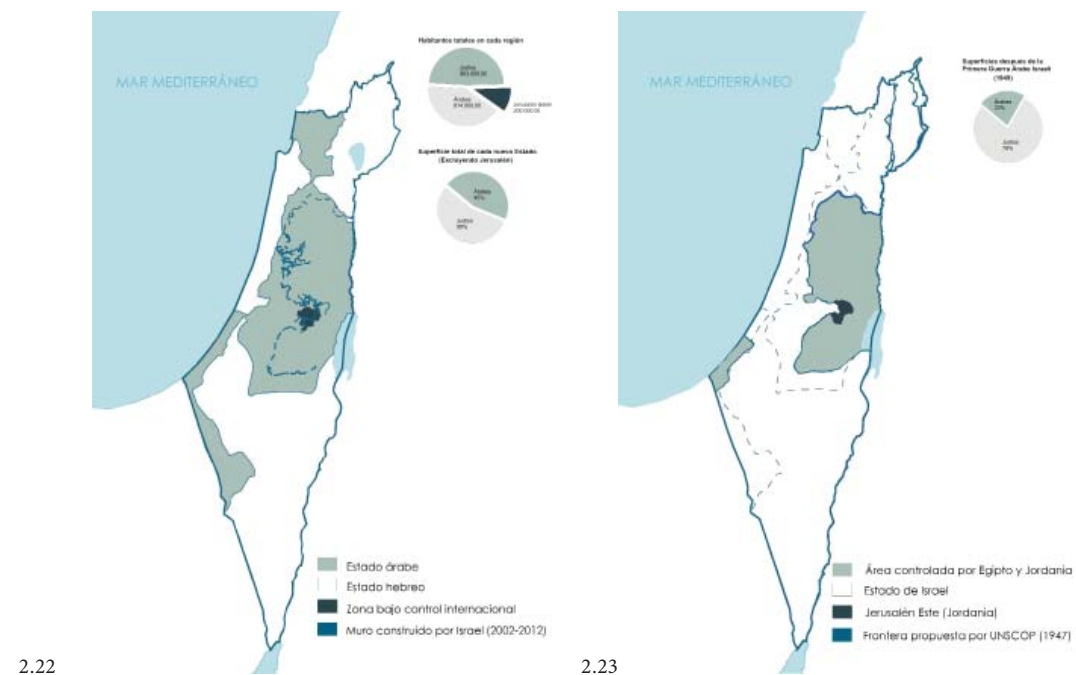 Habitantes totales en cada región
MAR MEDITERRÁNEO
Judíos
Árabes
Superficie total de cada nuevo Estado
(Excluyendo Jerusalén)
Árabes
Judíos
Estado árabe
Estado hebreo
Zona bajo control internacional
Muro construido por Israel (2002-2012)
2.22
MAR MEDITERRÁNEO
Superficies después de la
Primera Guerra Árabe Israelí
(1949)
Árabes
Judíos
Área controlada por Egipto y Jordania
Estado de Israel
Jerusalén Este (Jordania)
Frontera propuesta por UNSCOP (1947)
2.23